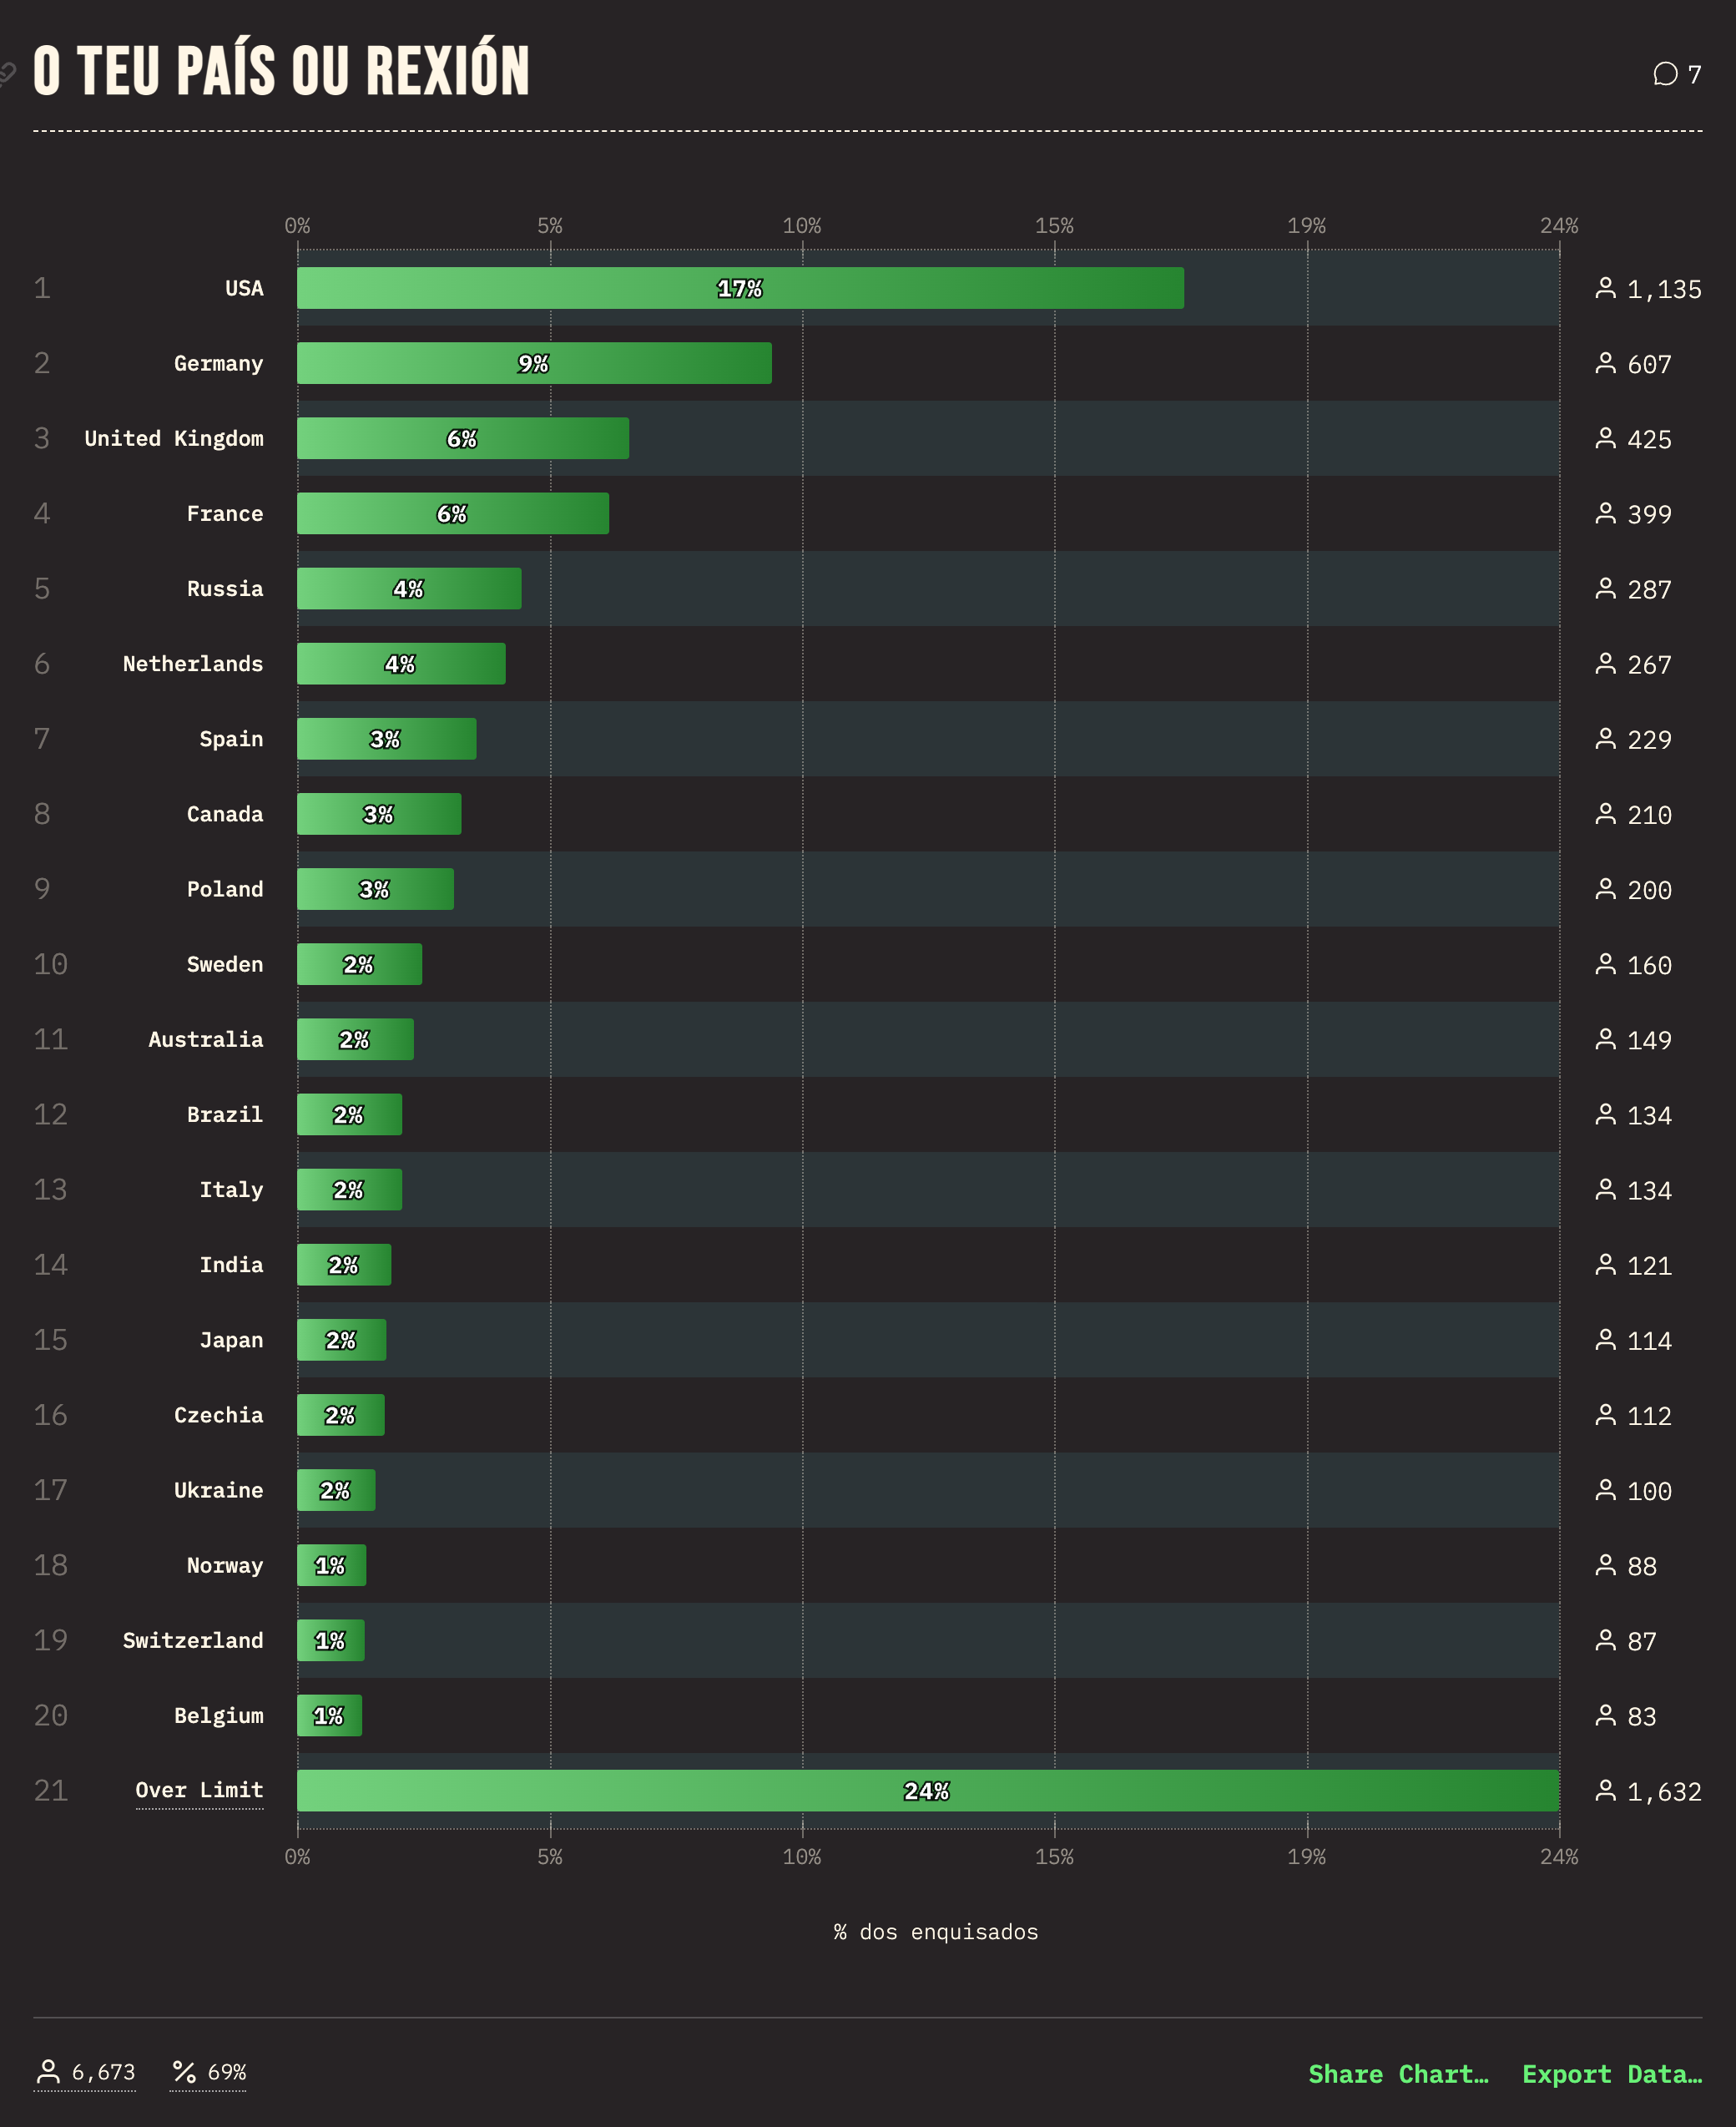 O TEU PAÍS OU REXIÓN
7
0% 5% 10% 15% 19% 24%
1 USA 17% 1,135
2 Germany 9% 607
3 United Kingdom 6% 425
4 France 6% 399
5 Russia 4% 287
6 Netherlands 4% 267
7 Spain 3% 229
8 Canada 3% 210
9 Poland 3% 200
10 Sweden 2% 160
11 Australia 2% 149
12 Brazil 2% 134
13 Italy 2% 134
14 India 2% 121
15 Japan 2% 114
16 Czechia 2% 112
17 Ukraine 2% 100
18 Norway 1% 88
19 Switzerland 1% 87
20 Belgium 1% 83
21 Over Limit 24% 1,632
0% 5% 10% 15% 19% 24%
% dos enquisados
6,673 % 69% Share Chart… Export Data…